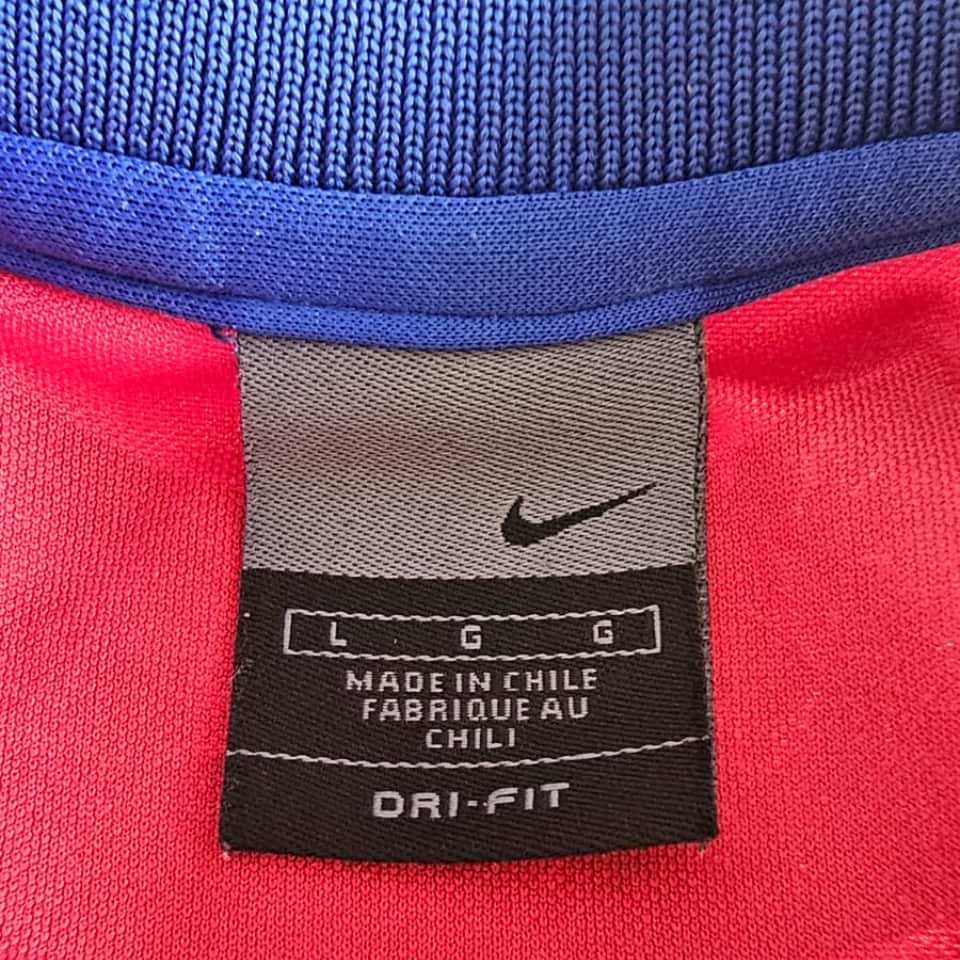 L G G
MADE IN CHILE
FABRIQUE AU
CHILI
DRI-FIT